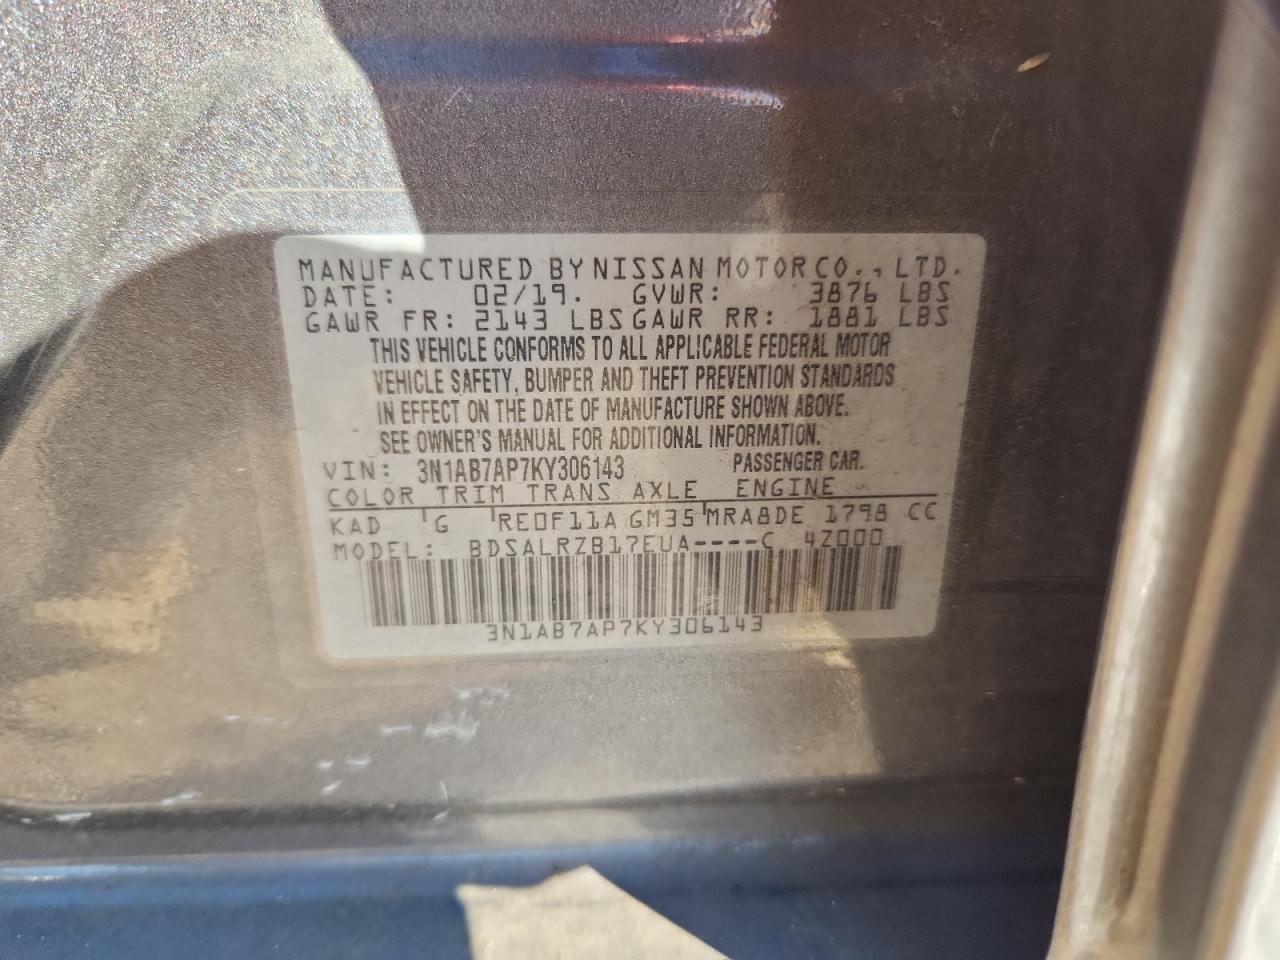 MANUFACTURED BY NISSAN MOTOR CO., LTD.
DATE: 02/19. GVWR: 3876 LBS
GAWR FR: 2143 LBS GAWR RR: 1881 LBS
THIS VEHICLE CONFORMS TO ALL APPLICABLE FEDERAL MOTOR
VEHICLE SAFETY, BUMPER AND THEFT PREVENTION STANDARDS
IN EFFECT ON THE DATE OF MANUFACTURE SHOWN ABOVE.
SEE OWNER'S MANUAL FOR ADDITIONAL INFORMATION.
VIN: 3N1AB7AP7KY306143 PASSENGER CAR.
COLOR TRIM TRANS AXLE ENGINE
KAD G RE0F11A GM35 MRA8DE 1798 CC
MODEL: BDSALRZB17EUA----C 4Z000
3N1AB7AP7KY306143